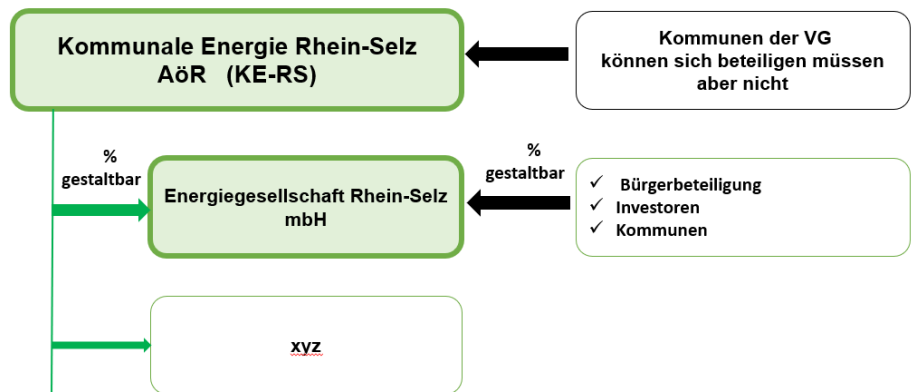 Kommunale Energie Rhein-Selz
AöR (KE-RS)
Kommunen der VG
können sich beteiligen müssen
aber nicht
%
gestaltbar
Energiegesellschaft Rhein-Selz
mbH
%
gestaltbar
✓ Bürgerbeteiligung
✓ Investoren
✓ Kommunen
xyz